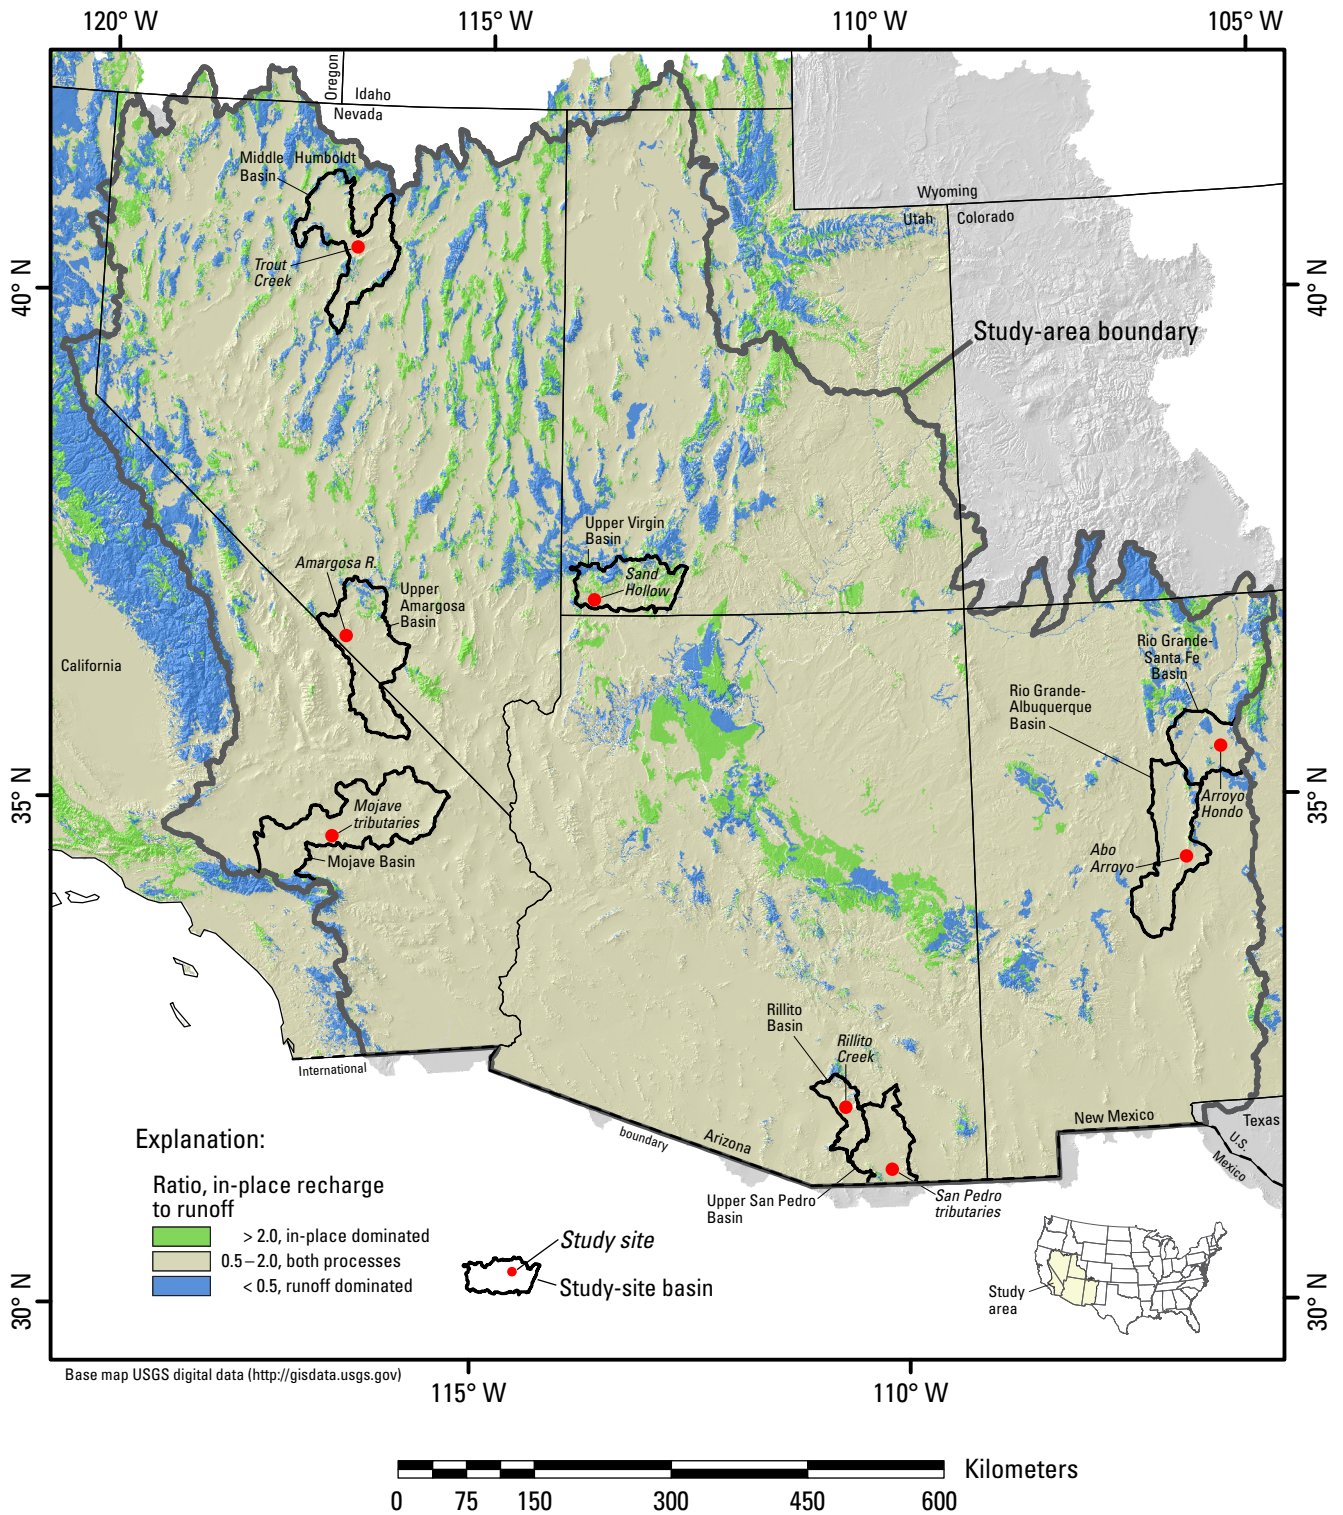 120° W
115° W
110° W
105° W
Oregon
Idaho
Nevada
Middle Humboldt
Basin
Wyoming
Utah
Colorado
Trout
Creek
40° N
40° N
Study-area boundary
Upper Virgin
Basin
Amargosa R.
Sand
Hollow
Upper
Amargosa
Basin
California
Rio Grande-
Santa Fe
Basin
Rio Grande-
Albuquerque
Basin
35° N
35° N
Mojave
tributaries
Arroyo
Hondo
Mojave Basin
Abo
Arroyo
Rillito
Basin
Rillito
Creek
International
boundary
Arizona
New Mexico
Texas
U.S.
Mexico
Explanation:
Ratio, in-place recharge
to runoff
> 2.0, in-place dominated
0.5–2.0, both processes
< 0.5, runoff dominated
Study site
Study-site basin
Upper San Pedro
Basin
San Pedro
tributaries
Study
area
30° N
30° N
Base map USGS digital data (http://gisdata.usgs.gov)
115° W
110° W
Kilometers
0 75 150 300 450 600